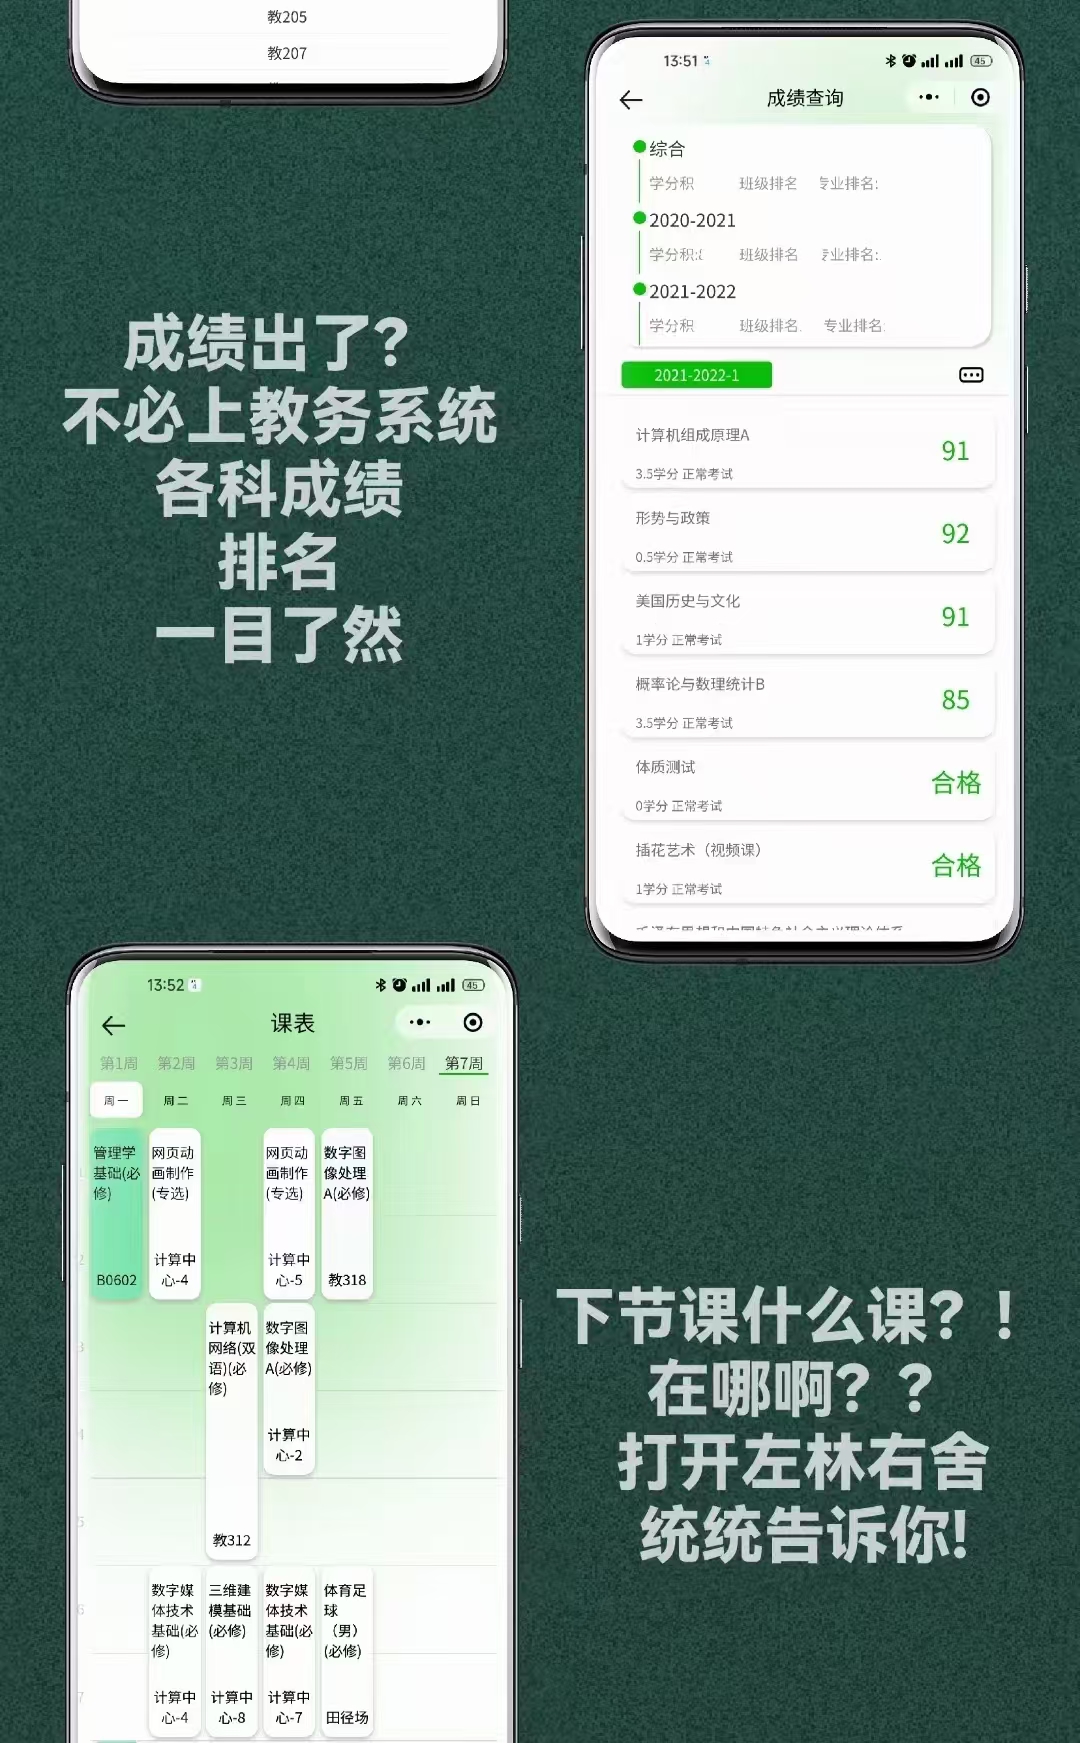 教205
教207
13:51
45
成绩查询
综合
学分积 班级排名 专业排名:
2020-2021
学分积: 班级排名 专业排名:
2021-2022
学分积 班级排名 专业排名
2021-2022-1
计算机组成原理A
91
3.5学分 正常考试
形势与政策
92
0.5学分 正常考试
美国历史与文化
91
1学分 正常考试
概率论与数理统计B
85
3.5学分 正常考试
体质测试
合格
0学分 正常考试
插花艺术（视频课）
合格
1学分 正常考试
成绩出了？
不必上教务系统
各科成绩
排名
一目了然
13:52
45
课表
第1周 第2周 第3周 第4周 第5周 第6周 第7周
周一 周二 周三 周四 周五 周六 周日
管理学
基础(必
修)
B0602
网页动
画制作
(专选)
计算中
心-4
网页动
画制作
(专选)
计算中
心-5
数字图
像处理
A(必修)
教318
计算机
网络(双
语)(必
修)
教312
数字图
像处理
A(必修)
计算中
心-2
数字媒
体技术
基础(必
修)
计算中
心-4
三维建
模基础
(必修)
计算中
心-8
数字媒
体技术
基础(必
修)
计算中
心-7
体育足
球
（男）
(必修)
田径场
2
3
4
5
6
7
下节课什么课？！
在哪啊？？
打开左林右舍
统统告诉你!